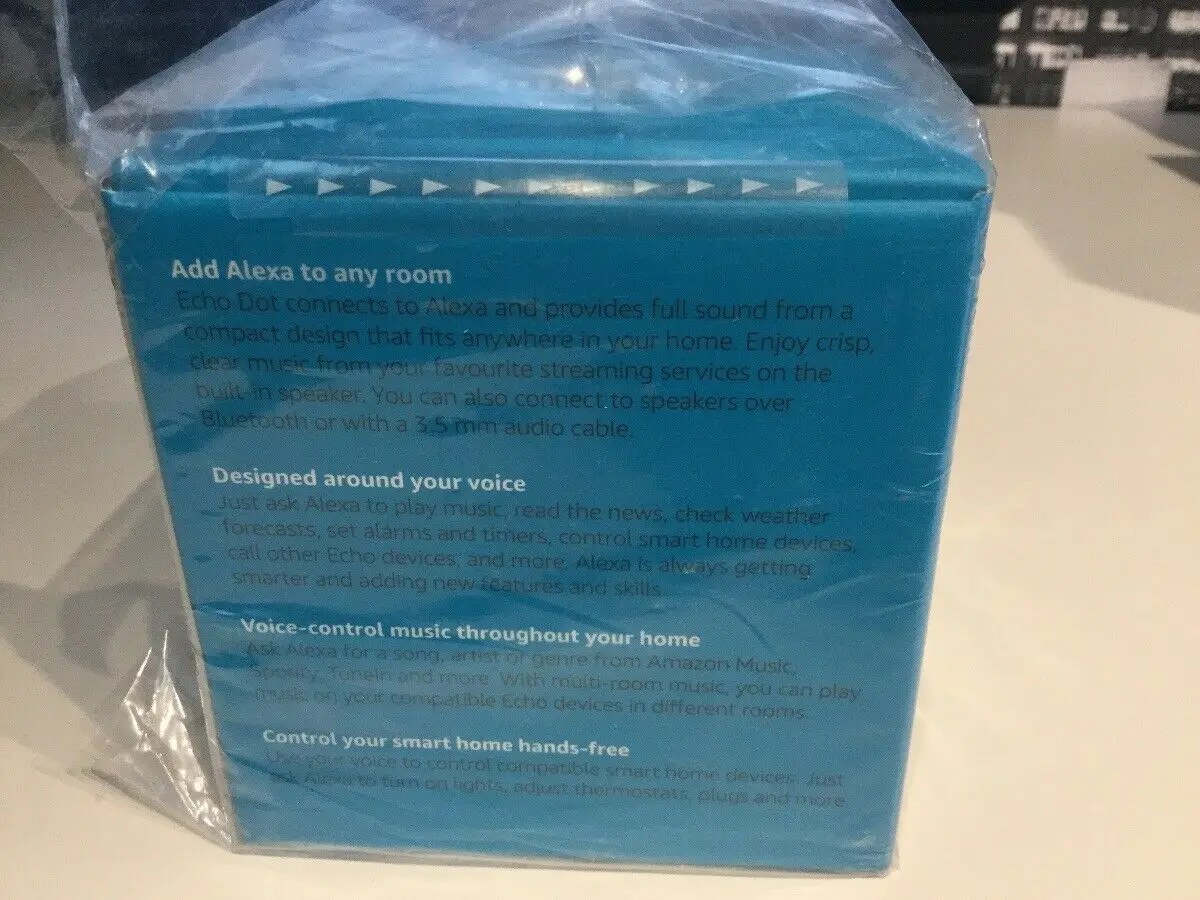 Add Alexa to any room
Echo Dot connects to Alexa and provides full sound from a
compact design that fits anywhere in your home. Enjoy crisp,
clear music from your favourite streaming services on the
built-in speaker. You can also connect to speakers over
Bluetooth or with a 3.5 mm audio cable.
Designed around your voice
Just ask Alexa to play music, read the news, check weather
forecasts, set alarms and timers, control smart home devices,
call other Echo devices, and more. Alexa is always getting
smarter and adding new features and skills.
Voice-control music throughout your home
Ask Alexa for a song, artist or genre from Amazon Music,
Spotify, TuneIn and more. With multi-room music, you can play
music on your compatible Echo devices in different rooms.
Control your smart home hands-free
Use your voice to control compatible smart home devices. Just
ask Alexa to turn on lights, adjust thermostats, plugs and more.